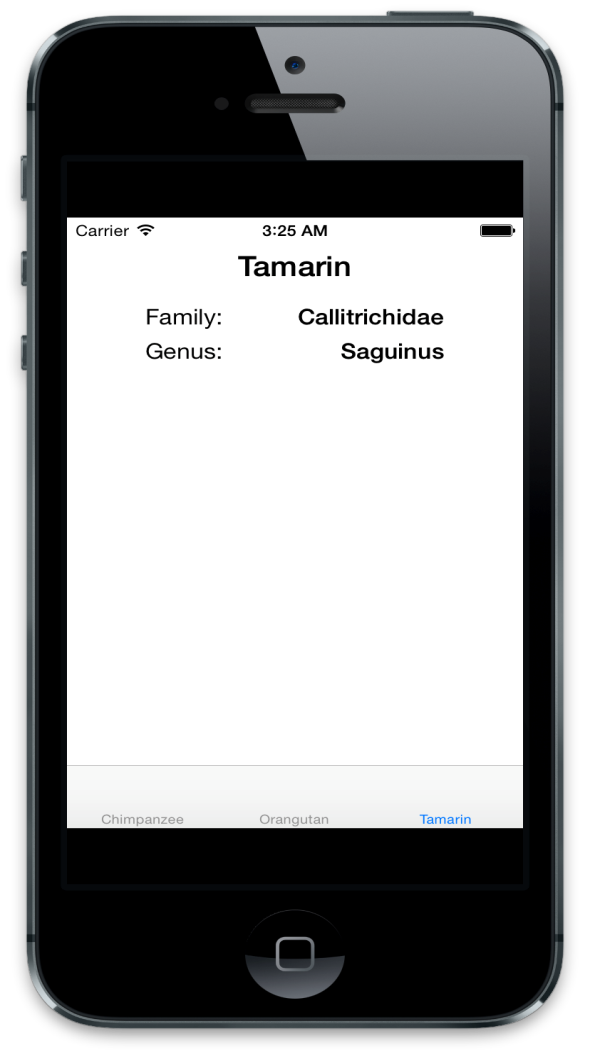 Carrier 3:25 AM
Tamarin
Family: Callitrichidae
Genus: Saguinus
Chimpanzee Orangutan Tamarin